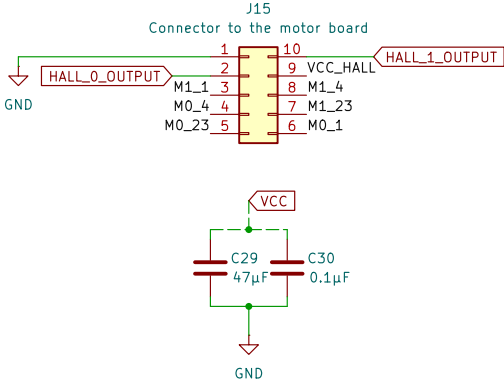 J15
Connector to the motor board
1 10 HALL_1_OUTPUT
HALL_0_OUTPUT 2 9 VCC_HALL
M1_1 3 8 M1_4
GND M0_4 4 7 M1_23
M0_23 5 6 M0_1
VCC
C29 C30
47µF 0.1µF
GND